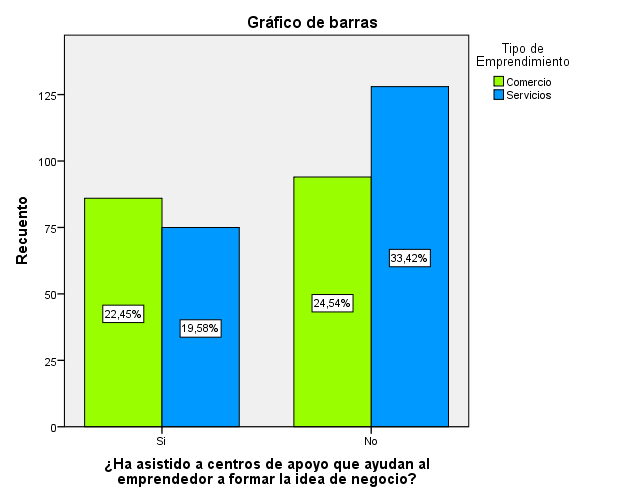 Gráfico de barras
Tipo de
Emprendimiento
Comercio
Servicios
Recuento
125
100
75
50
25
0
22,45%
19,58%
24,54%
33,42%
Si
No
¿Ha asistido a centros de apoyo que ayudan al
emprendedor a formar la idea de negocio?